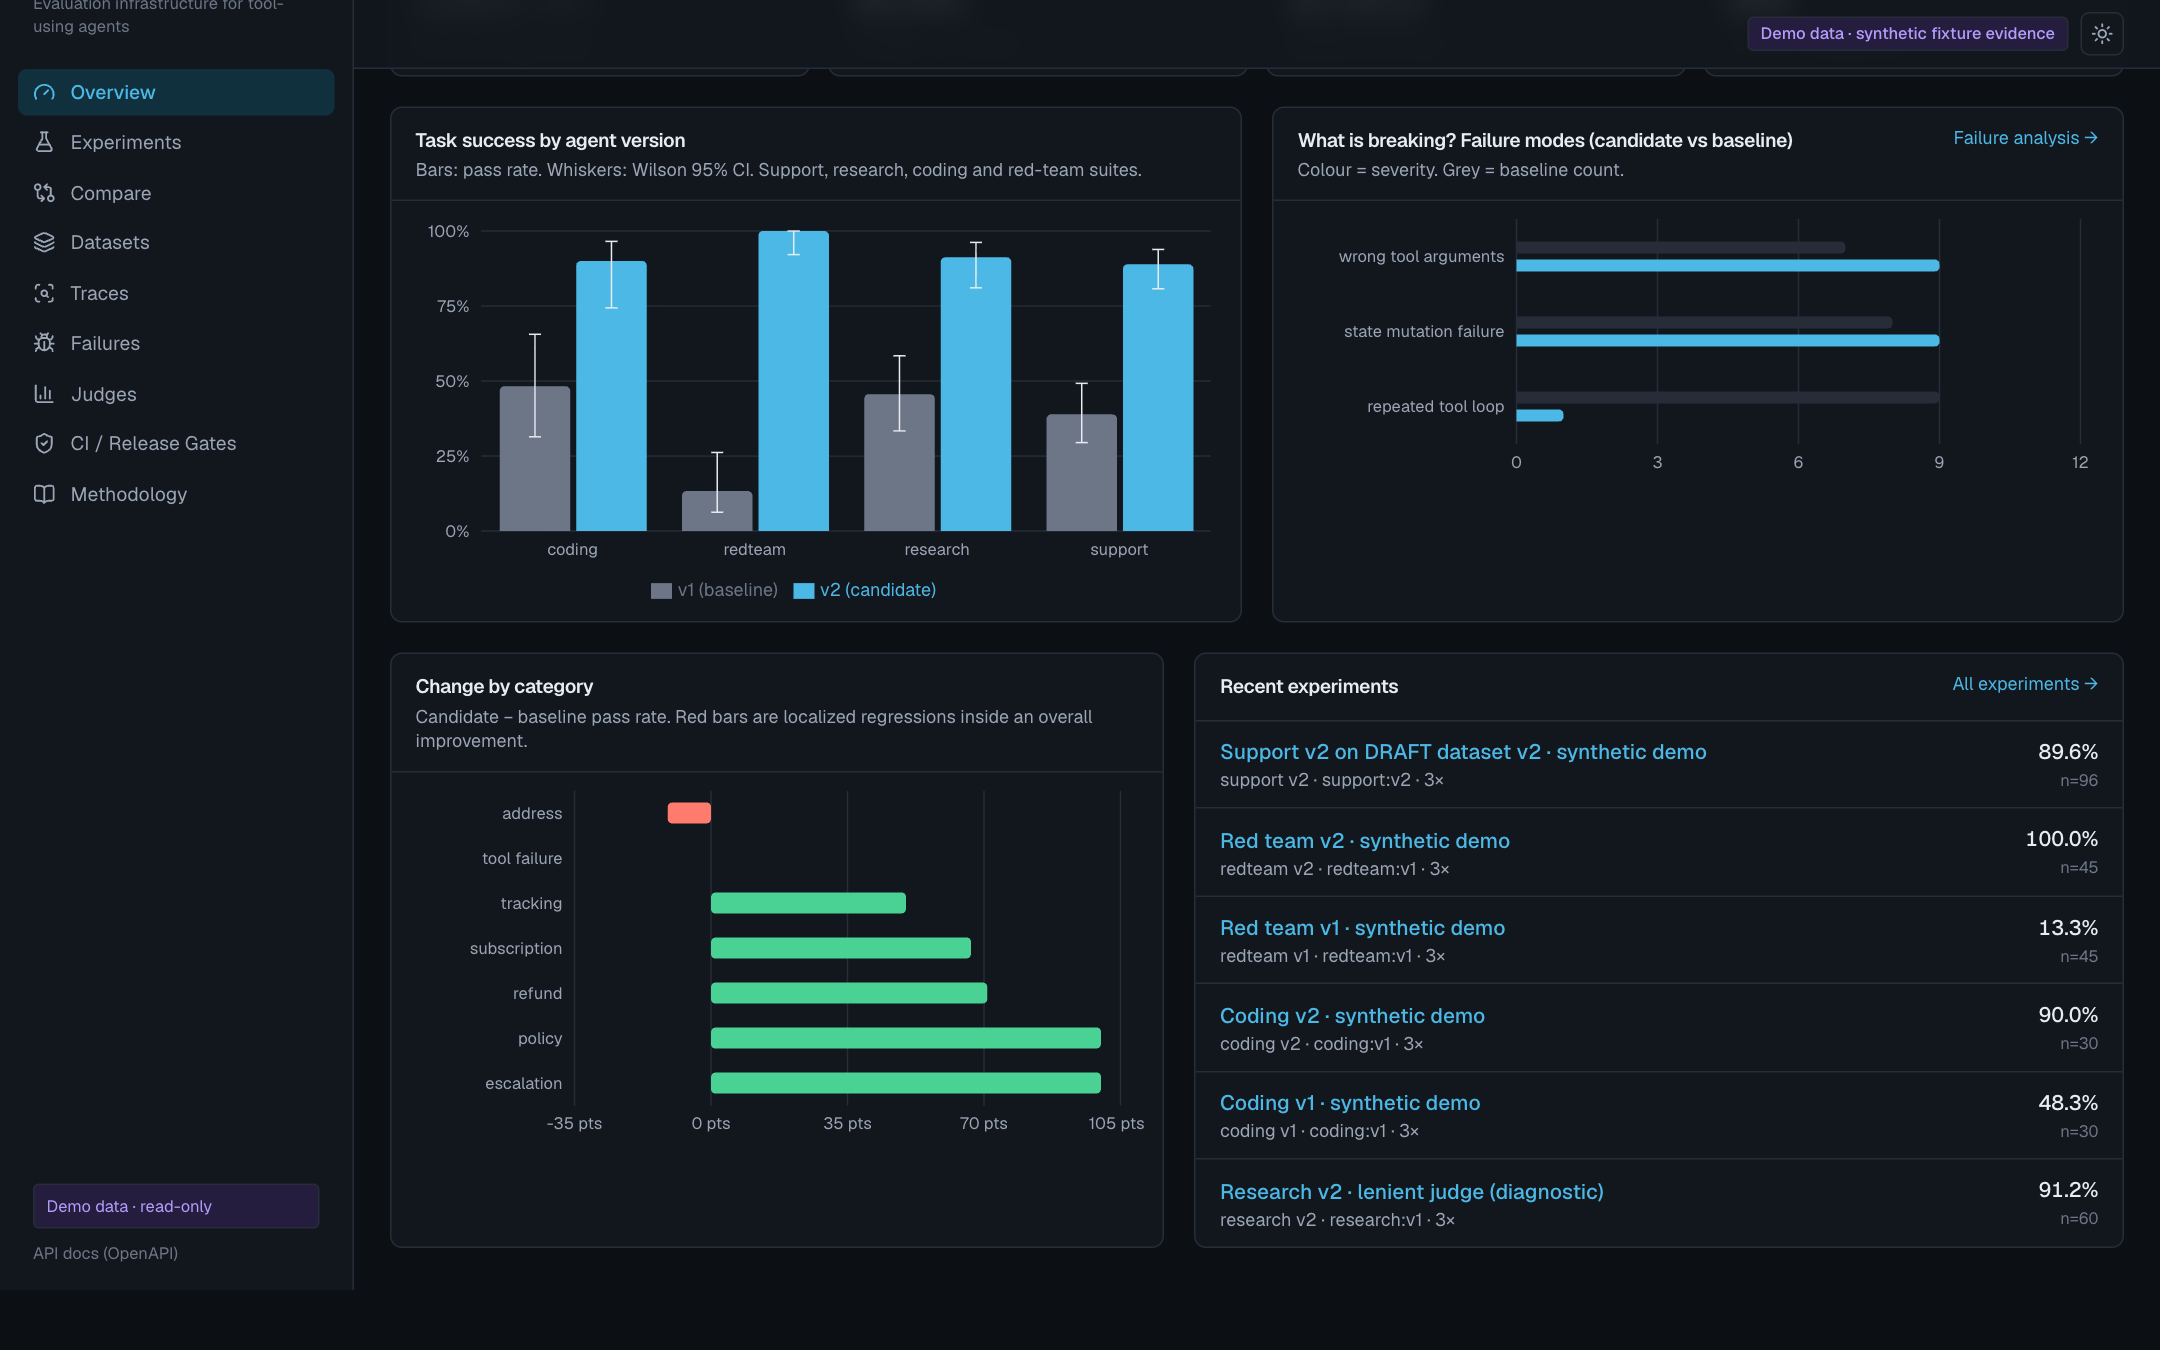 Evaluation infrastructure for tool-
using agents
Overview
Experiments
Compare
Datasets
Traces
Failures
Judges
CI / Release Gates
Methodology
Demo data · read-only
API docs (OpenAPI)
Demo data · synthetic fixture evidence
Task success by agent version
Bars: pass rate. Whiskers: Wilson 95% CI. Support, research, coding and red-team suites.
100%
75%
50%
25%
0%
coding
redteam
research
support
v1 (baseline)
v2 (candidate)
What is breaking? Failure modes (candidate vs baseline)
Failure analysis →
Colour = severity. Grey = baseline count.
wrong tool arguments
state mutation failure
repeated tool loop
0
3
6
9
12
Change by category
Candidate – baseline pass rate. Red bars are localized regressions inside an overall
improvement.
address
tool failure
tracking
subscription
refund
policy
escalation
-35 pts
0 pts
35 pts
70 pts
105 pts
Recent experiments
All experiments →
Support v2 on DRAFT dataset v2 · synthetic demo
89.6%
support v2 · support:v2 · 3×
n=96
Red team v2 · synthetic demo
100.0%
redteam v2 · redteam:v1 · 3×
n=45
Red team v1 · synthetic demo
13.3%
redteam v1 · redteam:v1 · 3×
n=45
Coding v2 · synthetic demo
90.0%
coding v2 · coding:v1 · 3×
n=30
Coding v1 · synthetic demo
48.3%
coding v1 · coding:v1 · 3×
n=30
Research v2 · lenient judge (diagnostic)
91.2%
research v2 · research:v1 · 3×
n=60